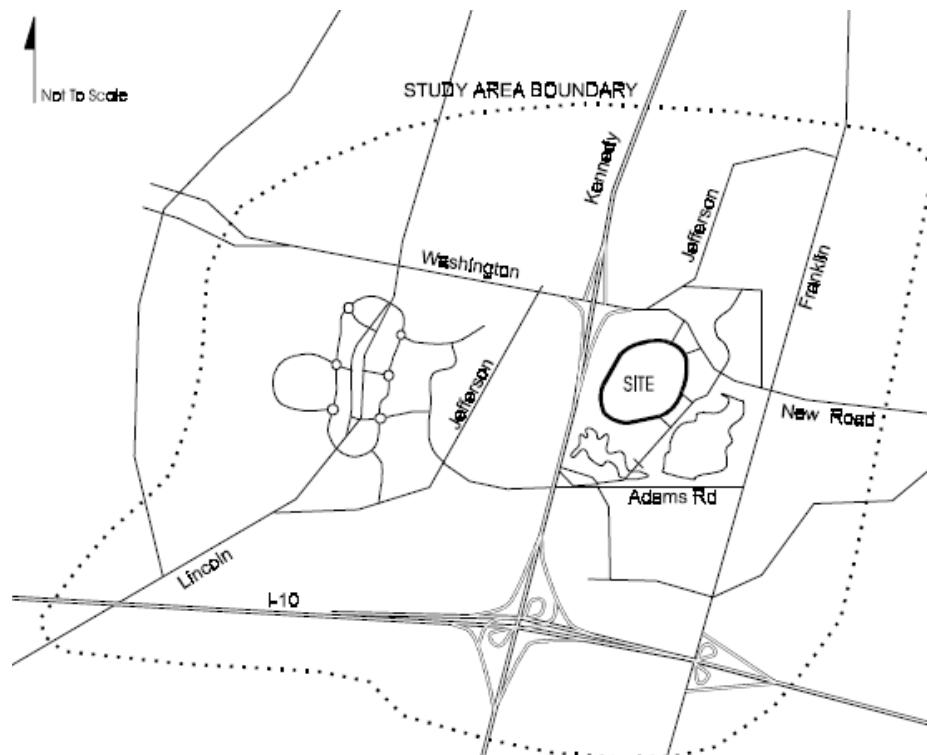 Not To Scale
STUDY AREA BOUNDARY
Kennedy
Jefferson
Washington
Franklin
SITE
Jefferson
New Road
Adams Rd
Lincoln
I-10